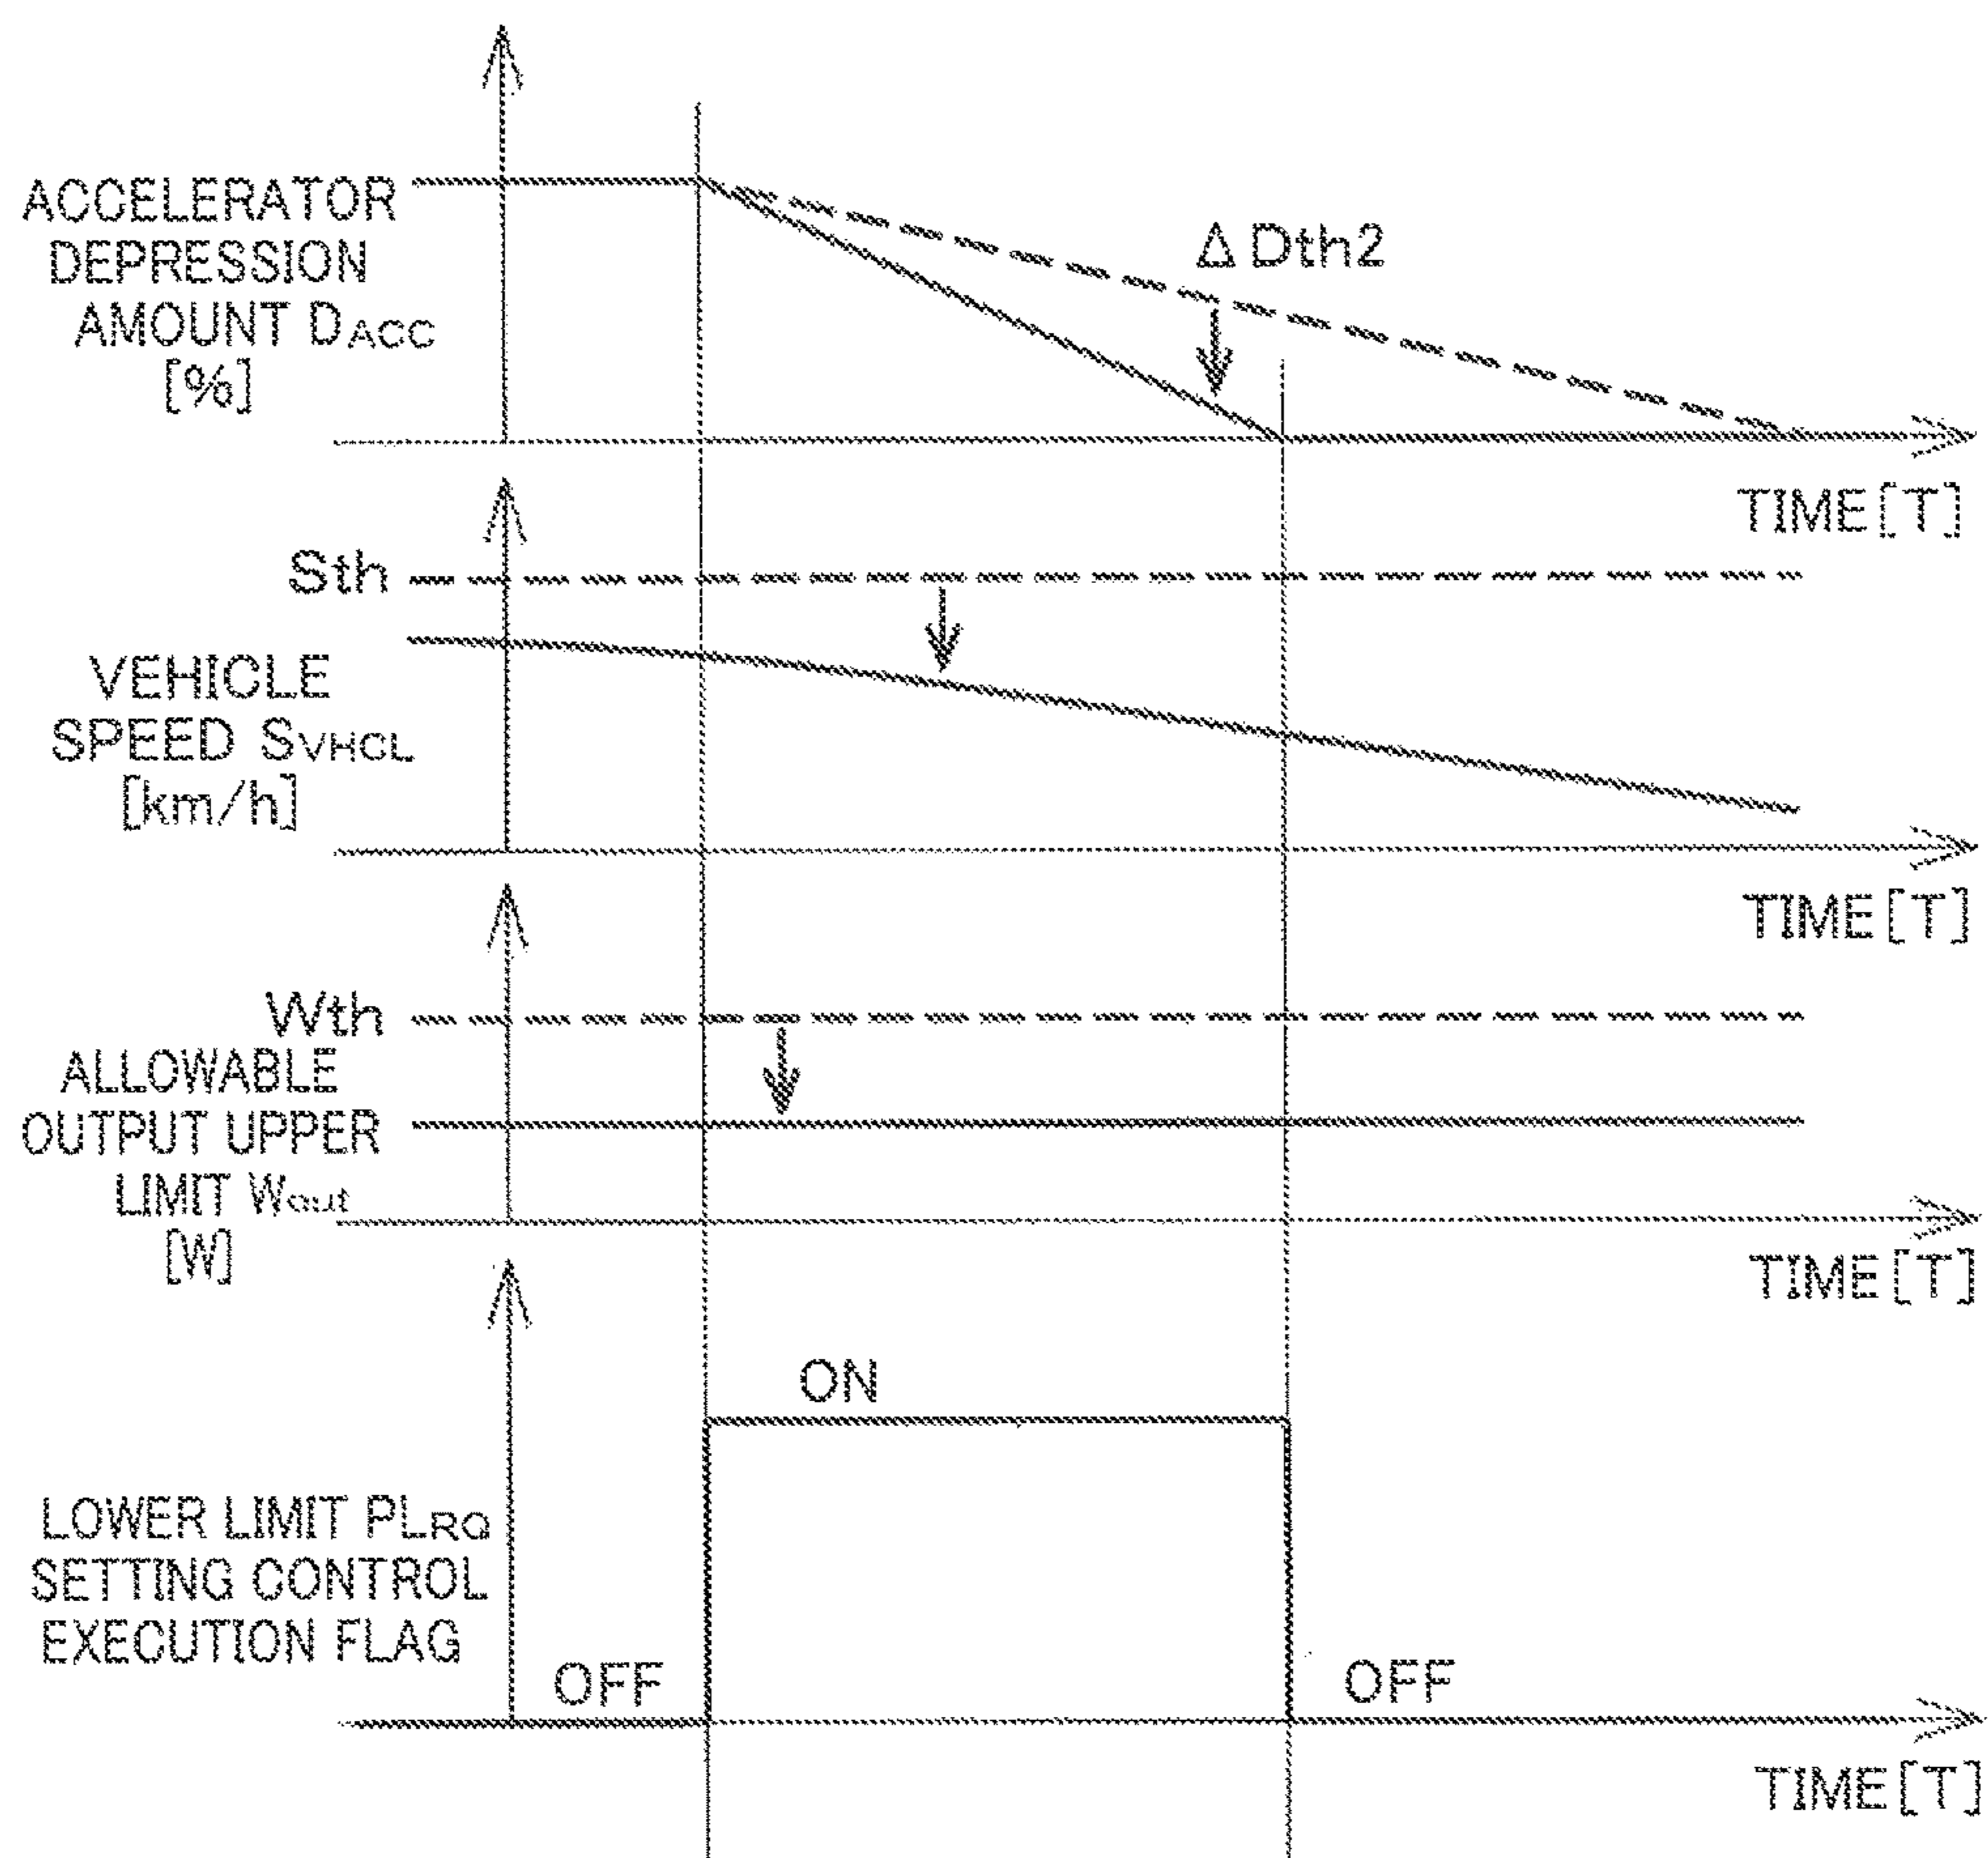 ACCELERATOR
DEPRESSION
AMOUNT DACC
[%]
Δ Dth2
TIME[T]
Sth
VEHICLE
SPEED SVHCL
[km/h]
TIME[T]
Wth
ALLOWABLE
OUTPUT UPPER
LIMIT Wout
[W]
TIME[T]
ON
LOWER LIMIT PLRQ
SETTING CONTROL
EXECUTION FLAG
OFF
OFF
TIME[T]